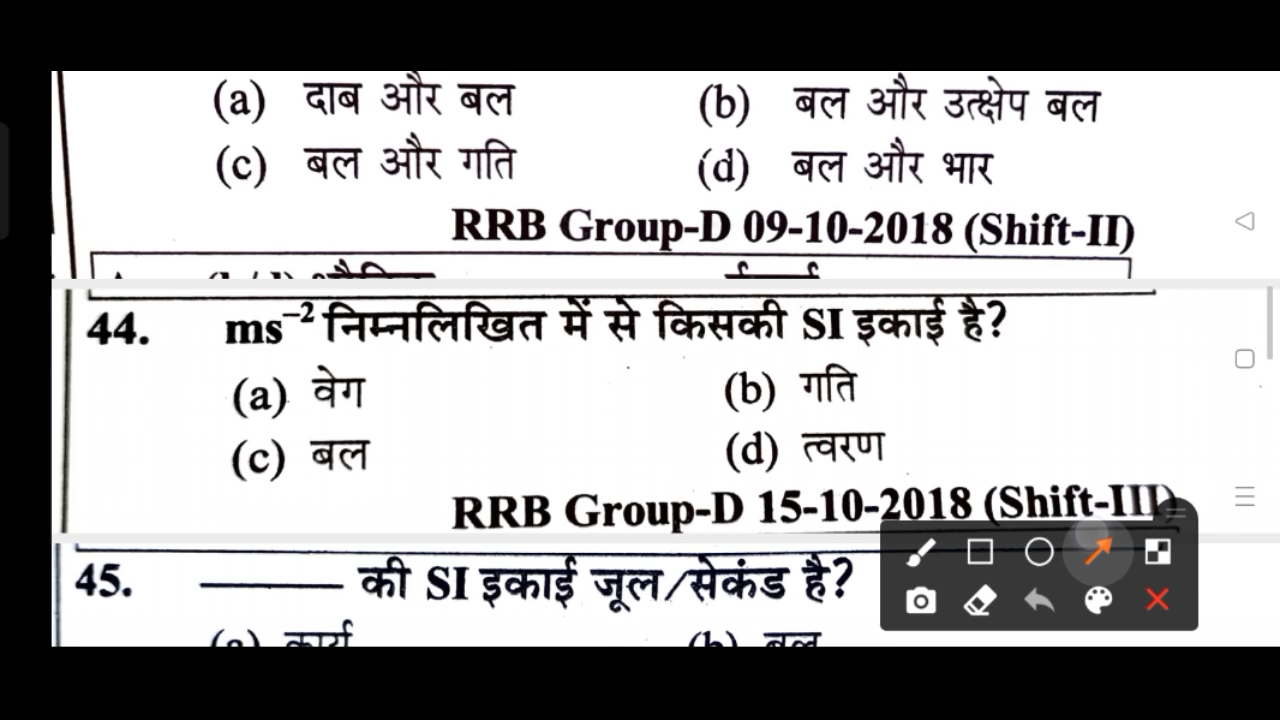 (a) दाब और बल (b) बल और उत्क्षेप बल
(c) बल और गति (d) बल और भार
RRB Group-D 09-10-2018 (Shift-II)
44. ms⁻² निम्नलिखित में से किसकी SI इकाई है?
(a) वेग (b) गति
(c) बल (d) त्वरण
RRB Group-D 15-10-2018 (Shift-III)
45. ______ की SI इकाई जूल/सेकंड है?
(a) कार्य (b) बल